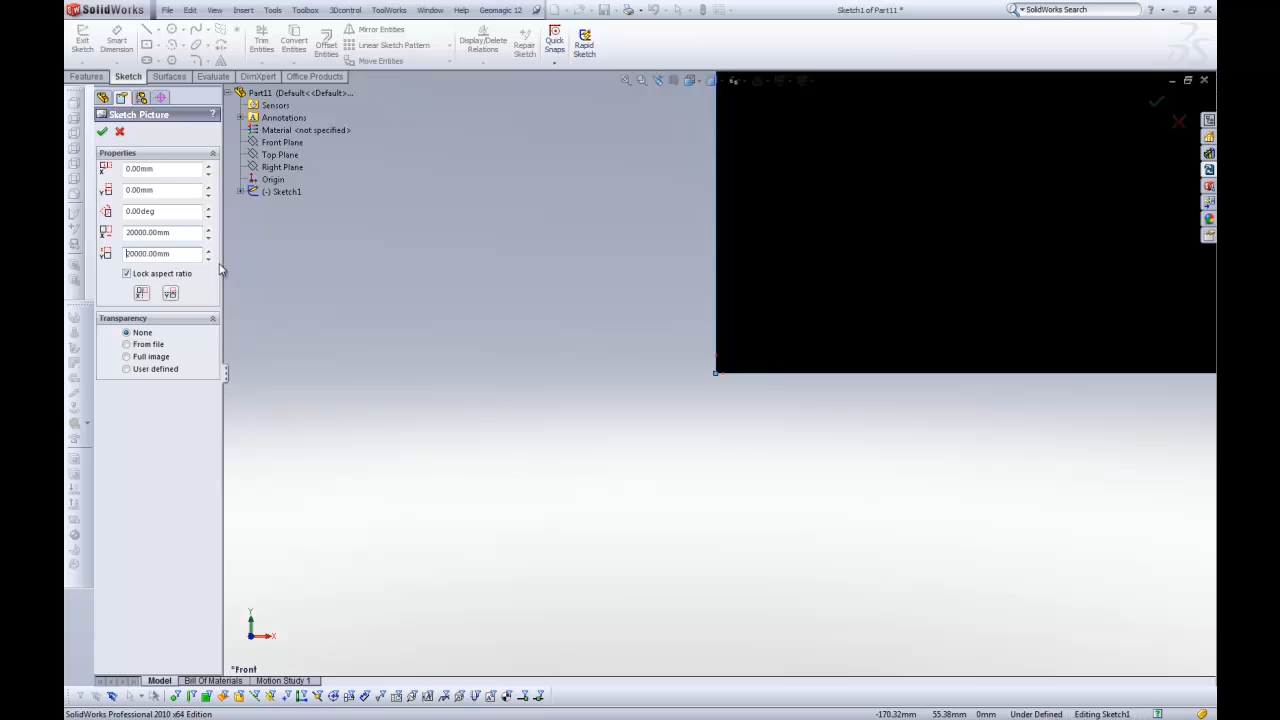 SolidWorks File Edit View Insert Tools Toolbox 3Dcontrol ToolWorks Window Help Geomagic 12 Sketch1 of Part11 * SolidWorks Search
Exit Sketch
Smart Dimension
Trim Entities
Convert Entities
Offset Entities
Mirror Entities
Linear Sketch Pattern
Move Entities
Display/Delete Relations
Repair Sketch
Quick Snaps
Rapid Sketch
Features Sketch Surfaces Evaluate DimXpert Office Products
Sketch Picture ?
Properties
0.00mm
0.00mm
0.00deg
20000.00mm
20000.00mm
Lock aspect ratio
Transparency
None
From file
Full image
User defined
Part11 (Default<<Default>...
Sensors
Annotations
Material <not specified>
Front Plane
Top Plane
Right Plane
Origin
(-) Sketch1
Y
X
*Front
Model Bill Of Materials Motion Study 1
SolidWorks Professional 2010 x64 Edition -170.32mm 55.38mm 0mm Under Defined Editing Sketch1